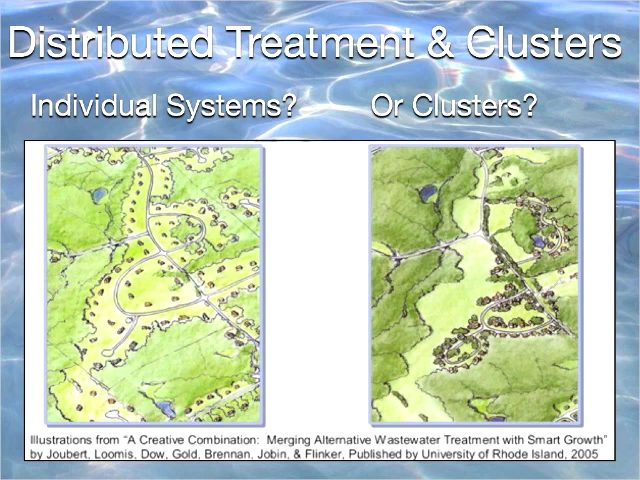 Distributed Treatment & Clusters
Individual Systems? Or Clusters?
Illustrations from “A Creative Combination: Merging Alternative Wastewater Treatment with Smart Growth”
by Joubert, Loomis, Dow, Gold, Brennan, Jobin, & Flinker, Published by University of Rhode Island, 2005